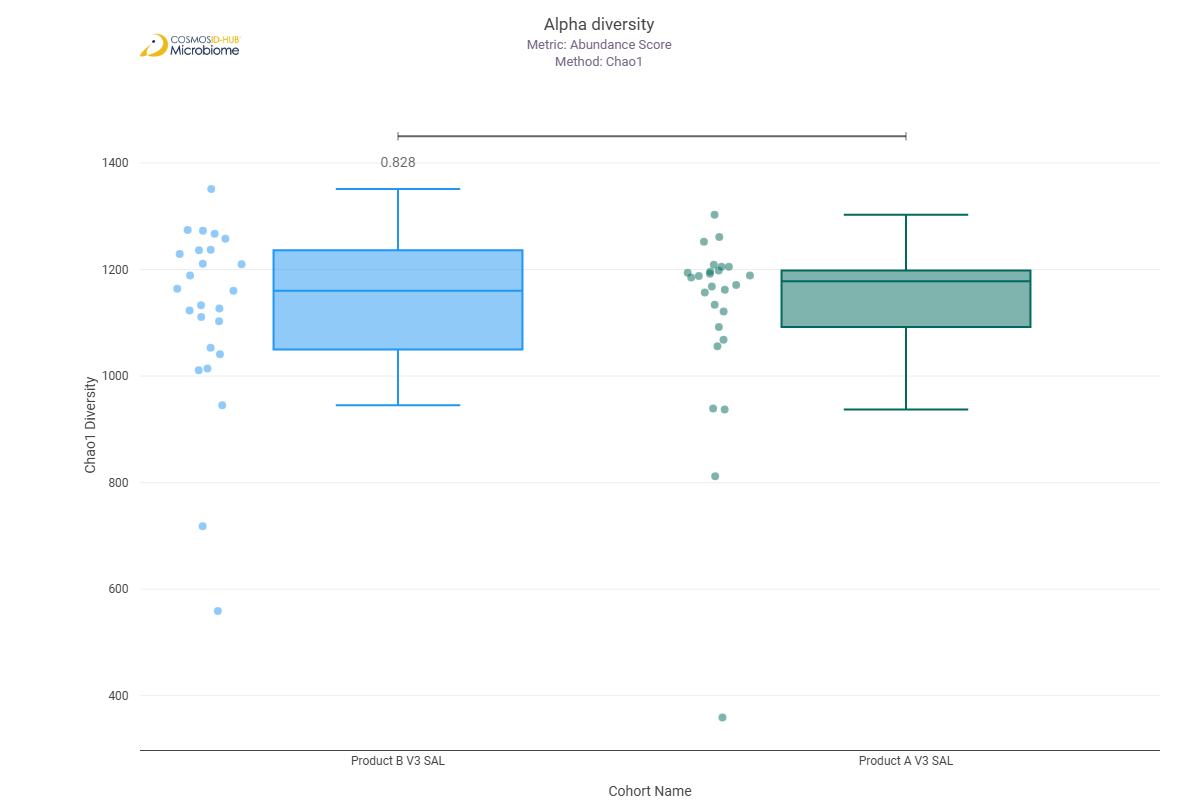 Alpha diversity
Metric: Abundance Score
Method: Chao1
COSMOSID-HUB
Microbiome
0.828
1400
1200
1000
800
600
400
Chao1 Diversity
Product B V3 SAL
Product A V3 SAL
Cohort Name